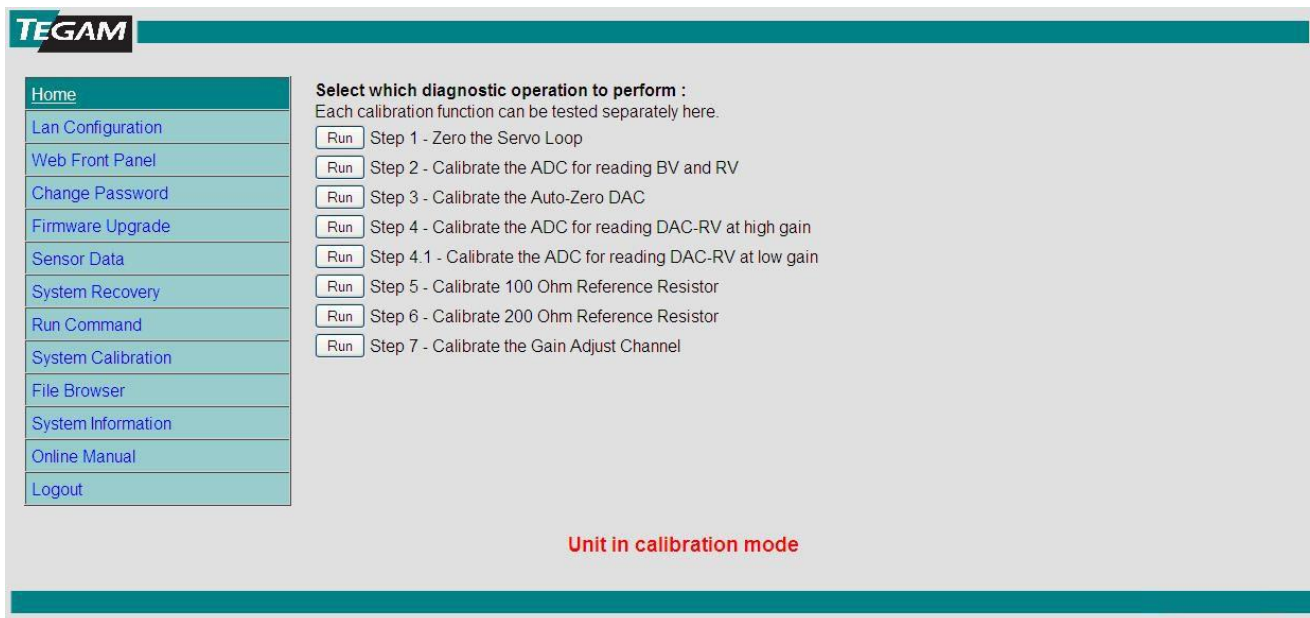 TEGAM
Home
Lan Configuration
Web Front Panel
Change Password
Firmware Upgrade
Sensor Data
System Recovery
Run Command
System Calibration
File Browser
System Information
Online Manual
Logout
Select which diagnostic operation to perform :
Each calibration function can be tested separately here.
Run Step 1 - Zero the Servo Loop
Run Step 2 - Calibrate the ADC for reading BV and RV
Run Step 3 - Calibrate the Auto-Zero DAC
Run Step 4 - Calibrate the ADC for reading DAC-RV at high gain
Run Step 4.1 - Calibrate the ADC for reading DAC-RV at low gain
Run Step 5 - Calibrate 100 Ohm Reference Resistor
Run Step 6 - Calibrate 200 Ohm Reference Resistor
Run Step 7 - Calibrate the Gain Adjust Channel
Unit in calibration mode